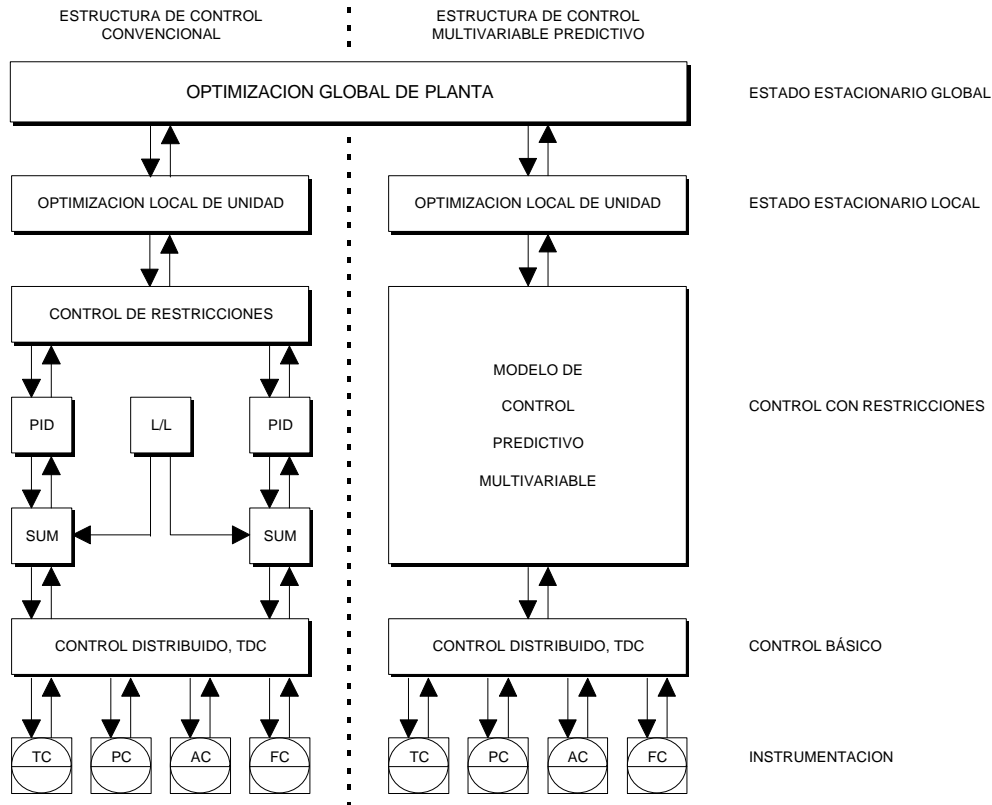 ESTRUCTURA DE CONTROL
CONVENCIONAL
ESTRUCTURA DE CONTROL
MULTIVARIABLE PREDICTIVO
OPTIMIZACION GLOBAL DE PLANTA
ESTADO ESTACIONARIO GLOBAL
OPTIMIZACION LOCAL DE UNIDAD
OPTIMIZACION LOCAL DE UNIDAD
ESTADO ESTACIONARIO LOCAL
CONTROL DE RESTRICCIONES
PID
L/L
PID
SUM
SUM
MODELO DE
CONTROL
PREDICTIVO
MULTIVARIABLE
CONTROL CON RESTRICCIONES
CONTROL DISTRIBUIDO, TDC
CONTROL DISTRIBUIDO, TDC
CONTROL BÁSICO
TC
PC
AC
FC
TC
PC
AC
FC
INSTRUMENTACION